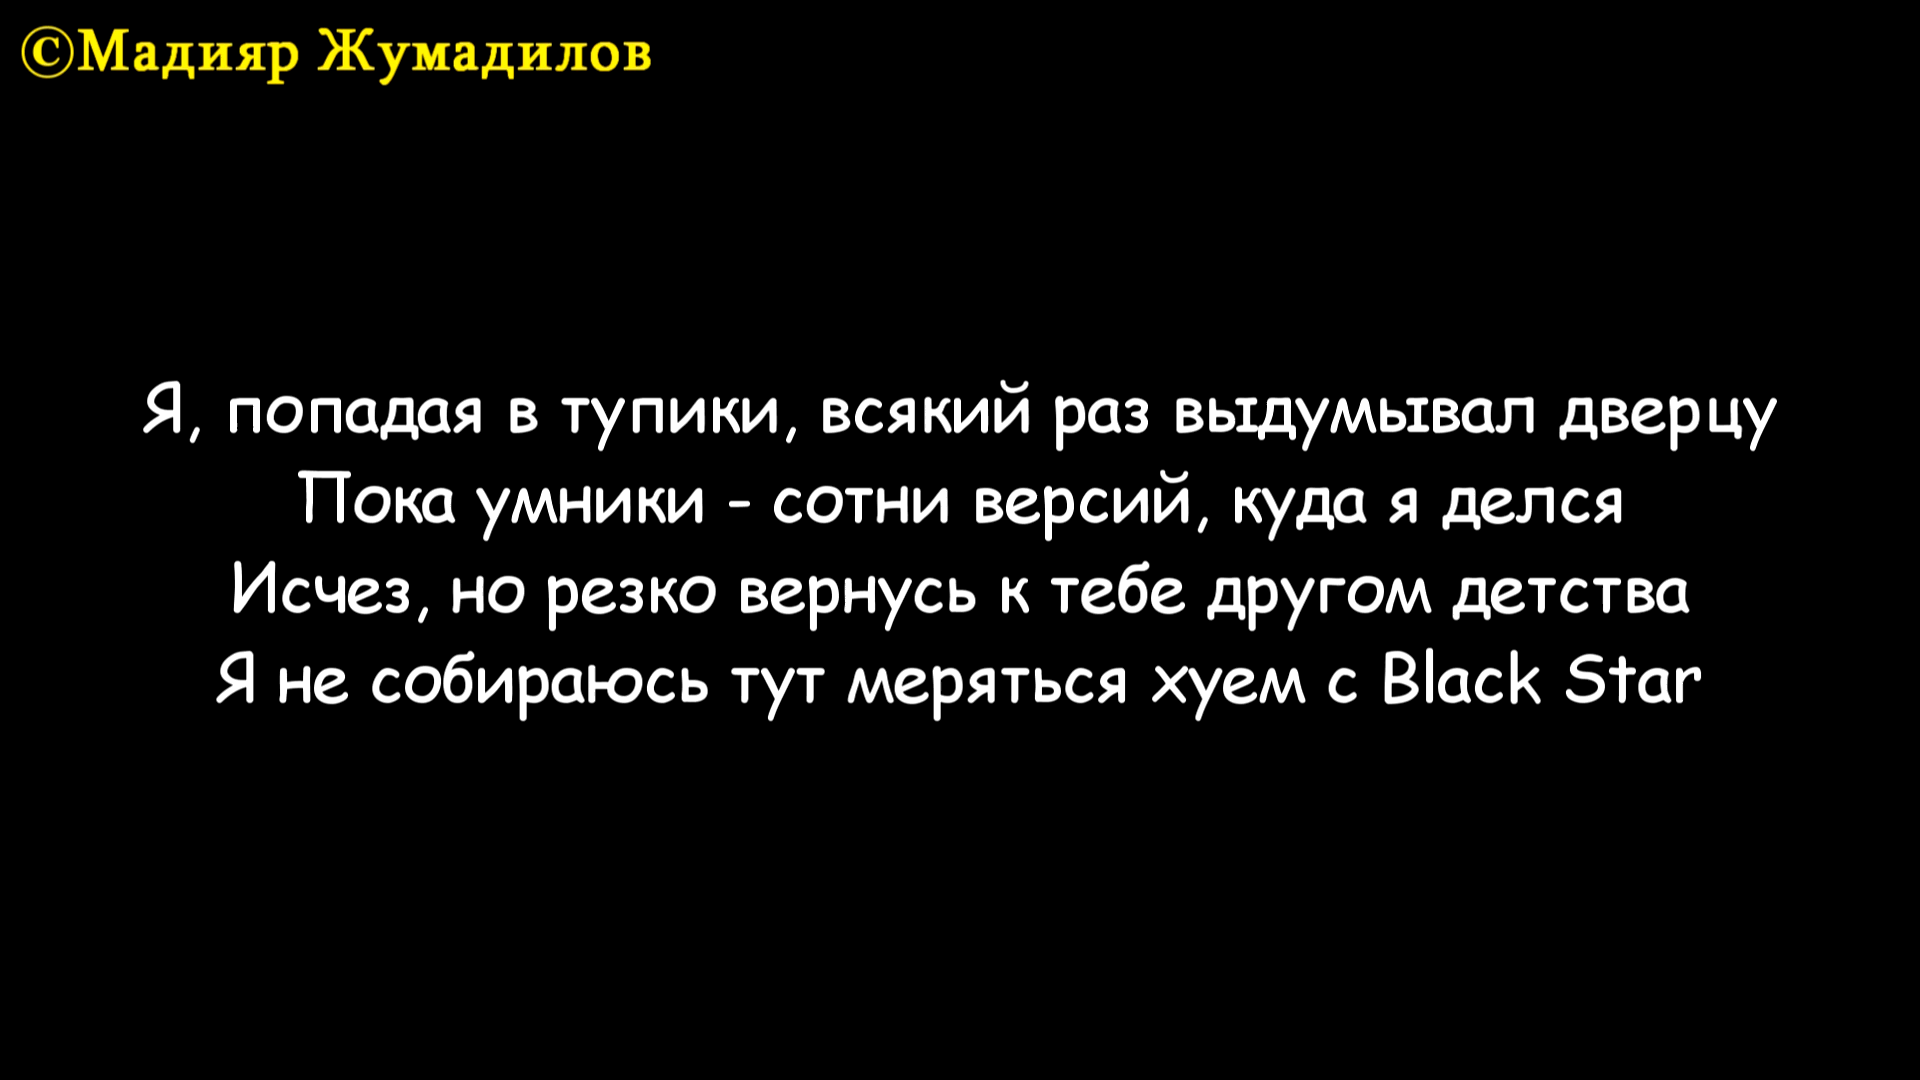 ©Мадияр Жумадилов
Я, попадая в тупики, всякий раз выдумывал дверцу
Пока умники - сотни версий, куда я делся
Исчез, но резко вернусь к тебе другом детства
Я не собираюсь тут меряться хуем с Black Star